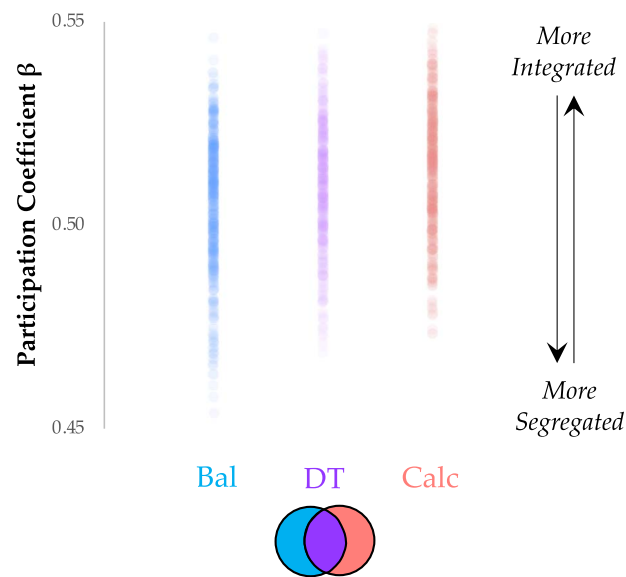 0.55
0.50
0.45
Participation Coefficient β
More
Integrated
More
Segregated
Bal
DT
Calc